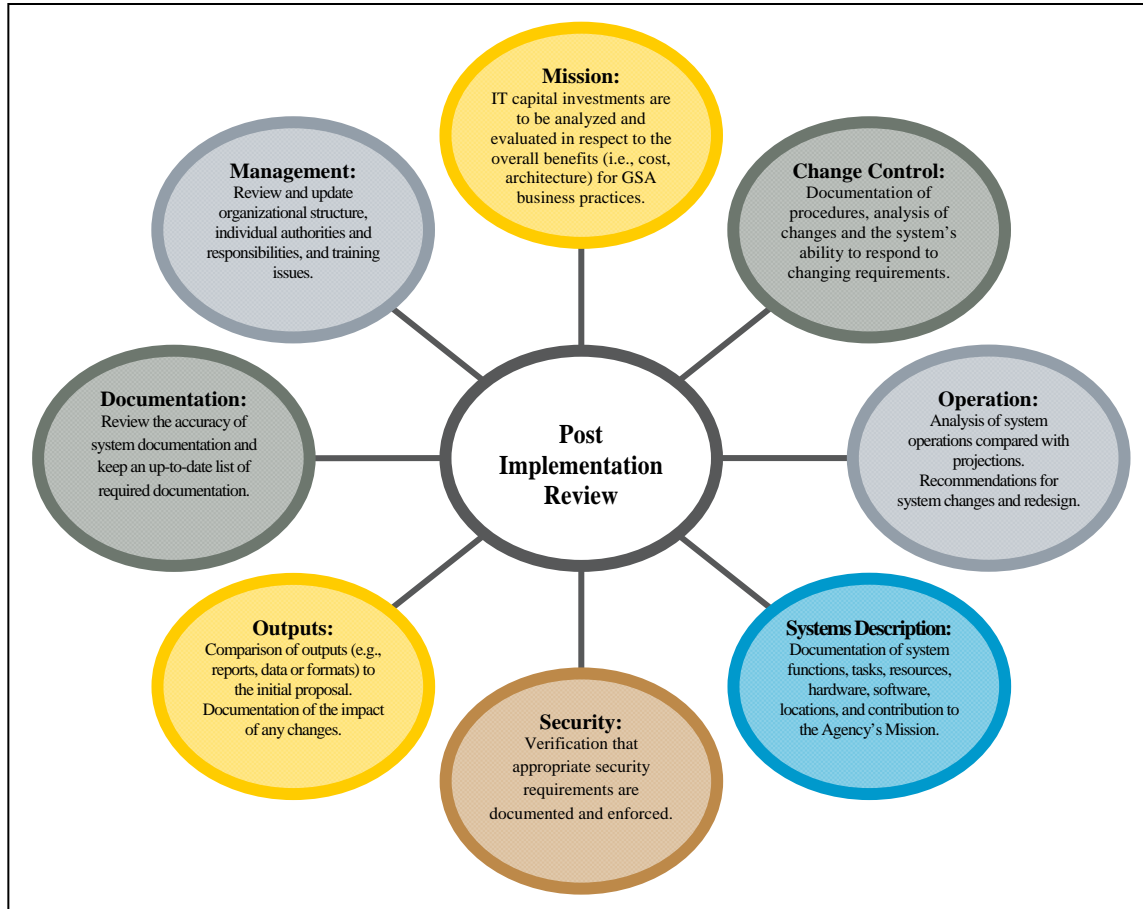 Mission:
IT capital investments are
to be analyzed and
evaluated in respect to the
overall benefits (i.e., cost,
architecture) for GSA
business practices.
Change Control:
Documentation of
procedures, analysis of
changes and the system’s
ability to respond to
changing requirements.
Operation:
Analysis of system
operations compared with
projections.
Recommendations for
system changes and redesign.
Systems Description:
Documentation of system
functions, tasks, resources,
hardware, software,
locations, and contribution to
the Agency’s Mission.
Security:
Verification that
appropriate security
requirements are
documented and enforced.
Outputs:
Comparison of outputs (e.g.,
reports, data or formats) to
the initial proposal.
Documentation of the impact
of any changes.
Documentation:
Review the accuracy of
system documentation and
keep an up-to-date list of
required documentation.
Management:
Review and update
organizational structure,
individual authorities and
responsibilities, and training
issues.
Post
Implementation
Review